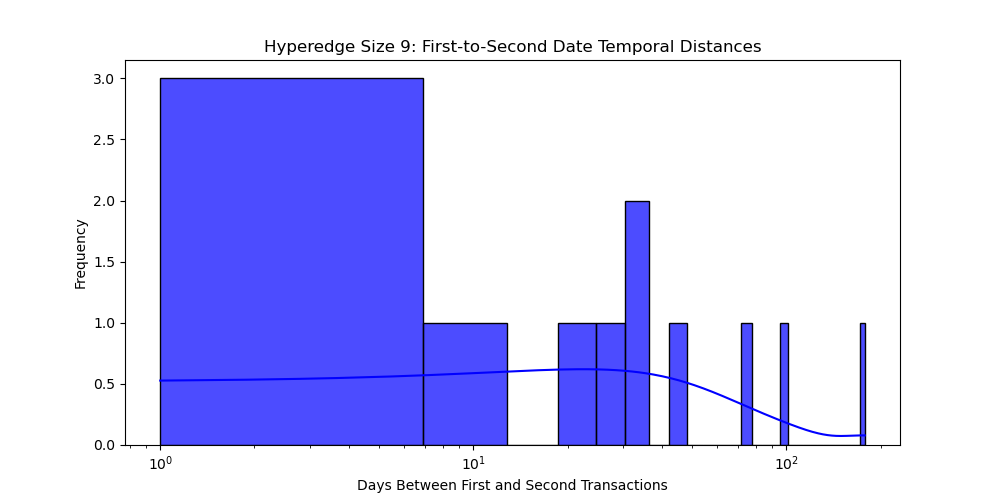 Hyperedge Size 9: First-to-Second Date Temporal Distances
Frequency
3.0
2.5
2.0
1.5
1.0
0.5
0.0
10⁰ 10¹ 10²
Days Between First and Second Transactions